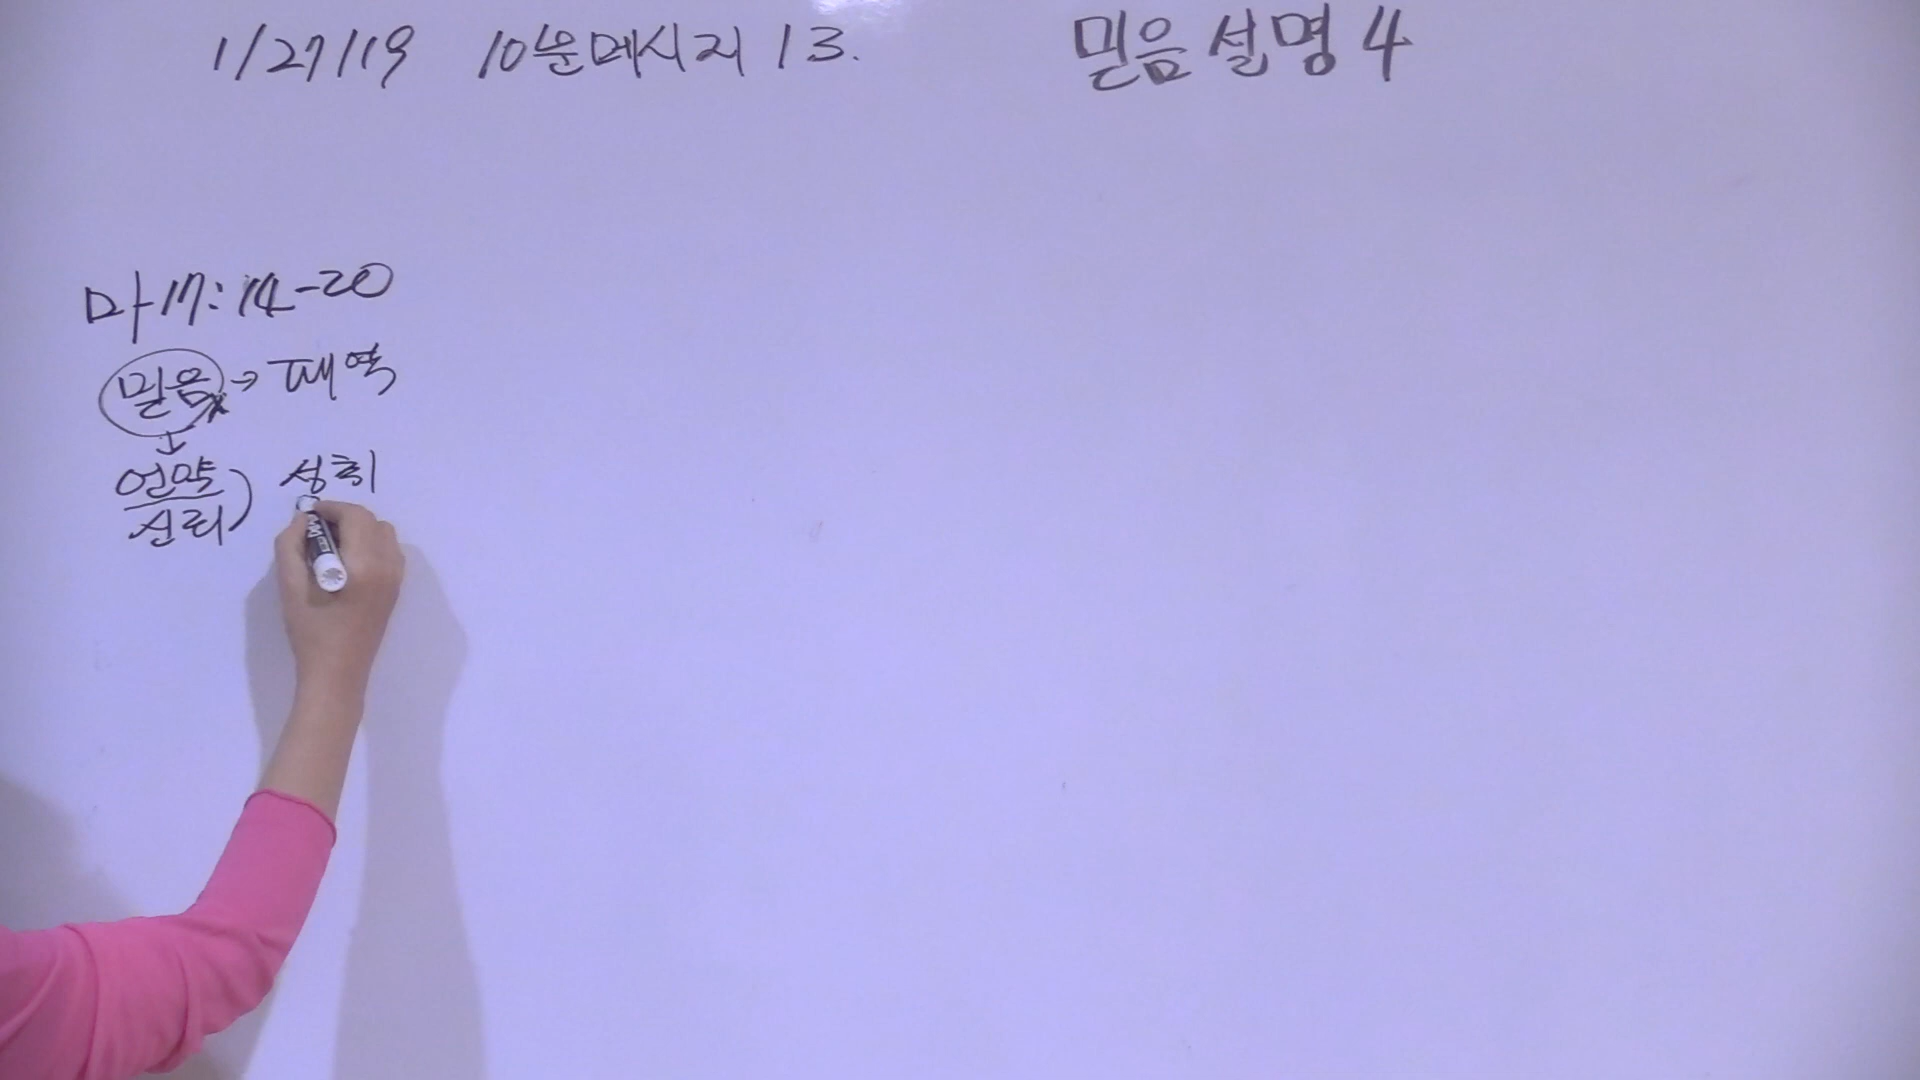 1/27/19 10분메시지 13. 믿음 설명 4
마 17:14-20
믿음x → 패역
↓
언약) 성취
신뢰